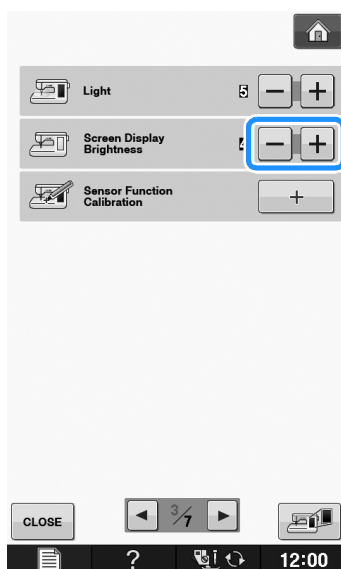 Light 5
Screen Display
Brightness
Sensor Function
Calibration
CLOSE 3/7
? 12:00